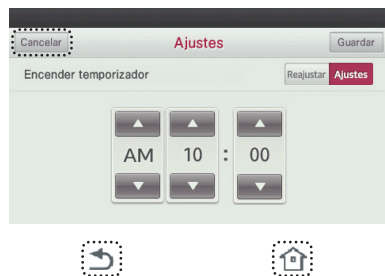 Cancelar Ajustes Guardar
Encender temporizador Reajustar Ajustes
AM 10 : 00